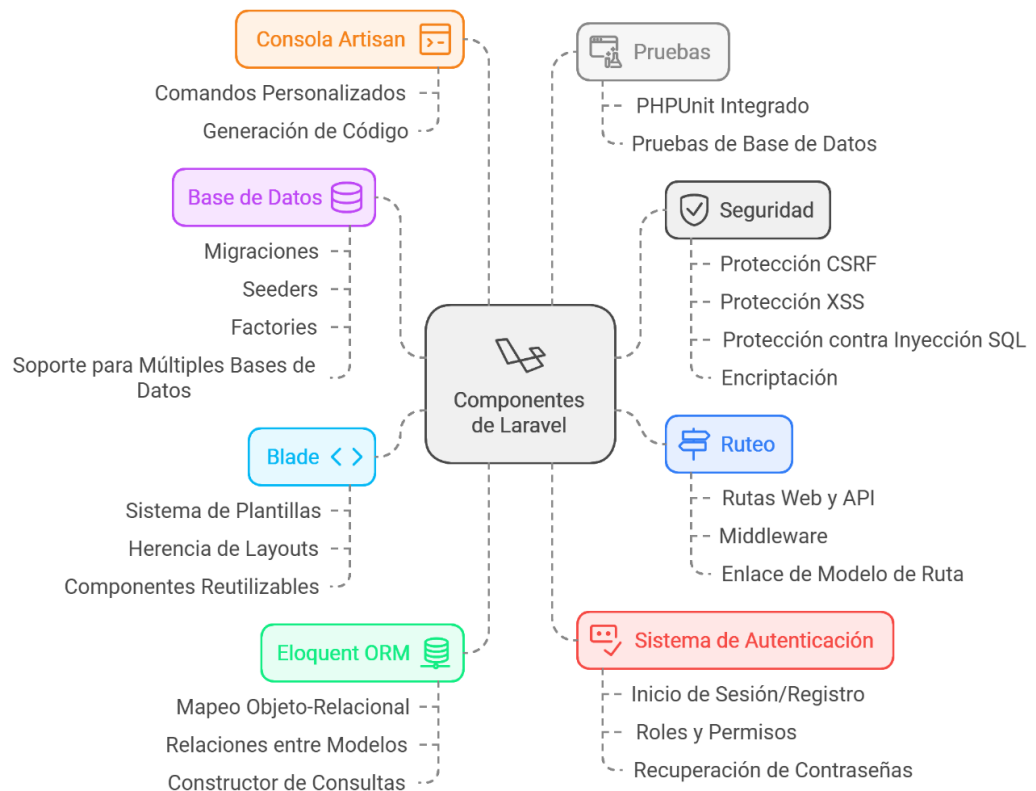 Consola Artisan
Comandos Personalizados
Generación de Código
Base de Datos
Migraciones
Seeders
Factories
Soporte para Múltiples Bases de
Datos
Blade
Sistema de Plantillas
Herencia de Layouts
Componentes Reutilizables
Eloquent ORM
Mapeo Objeto-Relacional
Relaciones entre Modelos
Constructor de Consultas
Componentes
de Laravel
Pruebas
PHPUnit Integrado
Pruebas de Base de Datos
Seguridad
Protección CSRF
Protección XSS
Protección contra Inyección SQL
Encriptación
Ruteo
Rutas Web y API
Middleware
Enlace de Modelo de Ruta
Sistema de Autenticación
Inicio de Sesión/Registro
Roles y Permisos
Recuperación de Contraseñas